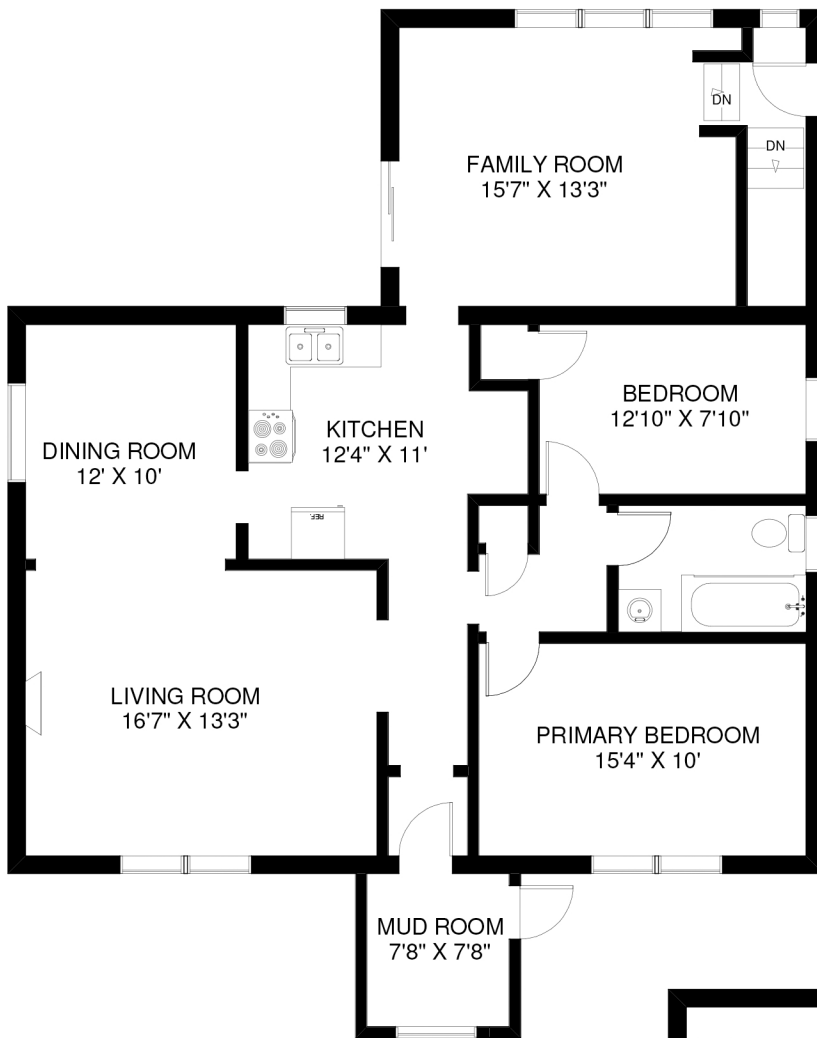 DN
DN
FAMILY ROOM
15'7" X 13'3"
BEDROOM
12'10" X 7'10"
KITCHEN
12'4" X 11'
DINING ROOM
12' X 10'
REF.
LIVING ROOM
16'7" X 13'3"
PRIMARY BEDROOM
15'4" X 10'
MUD ROOM
7'8" X 7'8"